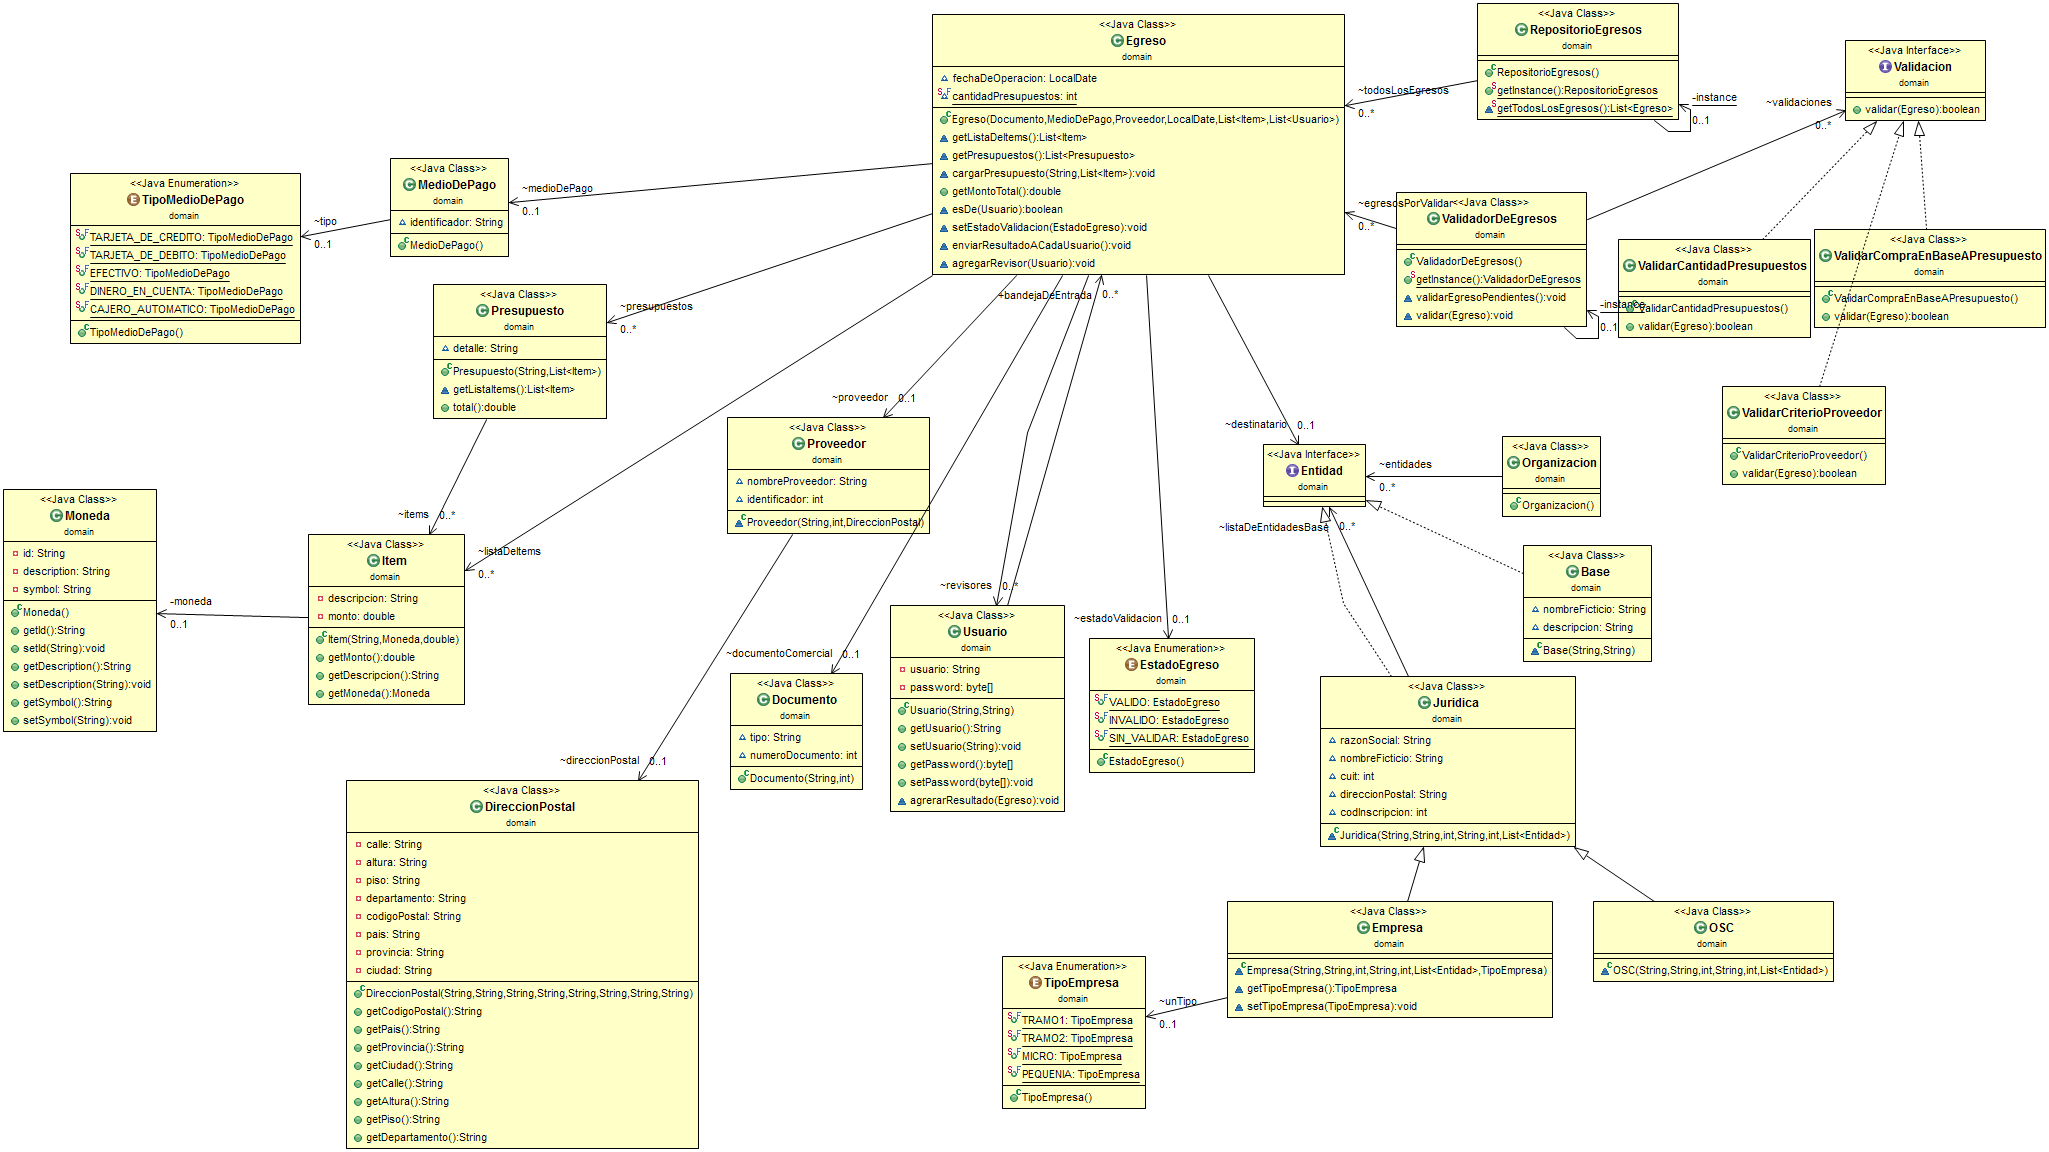 <<Java Class>>
Egreso
domain
fechaDeOperacion: LocalDate
cantidadPresupuestos: int
Egreso(Documento,MedioDePago,Proveedor,LocalDate,List<Item>,List<Usuario>)
getListaDeItems():List<Item>
getPresupuestos():List<Presupuesto>
cargarPresupuesto(String,List<Item>):void
getMontoTotal():double
esDe(Usuario):boolean
setEstadoValidacion(EstadoEgreso):void
enviarResultadoACadaUsuario():void
agregarRevisor(Usuario):void
<<Java Class>>
RepositorioEgresos
domain
RepositorioEgresos()
getInstance():RepositorioEgresos
getTodosLosEgresos():List<Egreso>
~todosLosEgresos
0..*
-instance
0..1
<<Java Interface>>
Validacion
domain
validar(Egreso):boolean
~validaciones
0..*
<<Java Enumeration>>
TipoMedioDePago
domain
TARJETA_DE_CREDITO: TipoMedioDePago
TARJETA_DE_DEBITO: TipoMedioDePago
EFECTIVO: TipoMedioDePago
DINERO_EN_CUENTA: TipoMedioDePago
CAJERO_AUTOMATICO: TipoMedioDePago
TipoMedioDePago()
~tipo
0..1
<<Java Class>>
MedioDePago
domain
identificador: String
MedioDePago()
~medioDePago
0..1
~egresosPorValidar
0..*
<<Java Class>>
ValidadorDeEgresos
domain
ValidadorDeEgresos()
getInstance():ValidadorDeEgresos
validarEgresoPendientes():void
validar(Egreso):void
-instance
0..1
<<Java Class>>
ValidarCantidadPresupuestos
domain
ValidarCantidadPresupuestos()
validar(Egreso):boolean
<<Java Class>>
ValidarCompraEnBaseAPresupuesto
domain
ValidarCompraEnBaseAPresupuesto()
validar(Egreso):boolean
<<Java Class>>
Presupuesto
domain
detalle: String
Presupuesto(String,List<Item>)
getListaItems():List<Item>
total():double
~presupuestos
0..*
+bandejaDeEntrada
0..*
<<Java Class>>
ValidarCriterioProveedor
domain
ValidarCriterioProveedor()
validar(Egreso):boolean
~proveedor
0..1
<<Java Class>>
Proveedor
domain
nombreProveedor: String
identificador: int
Proveedor(String,int,DireccionPostal)
~destinatario
0..1
<<Java Interface>>
Entidad
domain
~entidades
0..*
<<Java Class>>
Organizacion
domain
Organizacion()
<<Java Class>>
Moneda
domain
id: String
description: String
symbol: String
Moneda()
getId():String
setId(String):void
getDescription():String
setDescription(String):void
getSymbol():String
setSymbol(String):void
-moneda
0..1
~items
0..*
<<Java Class>>
Item
domain
descripcion: String
monto: double
Item(String,Moneda,double)
getMonto():double
getDescripcion():String
getMoneda():Moneda
~listaDeItems
0..*
~listaDeEntidadesBase
0..*
<<Java Class>>
Base
domain
nombreFicticio: String
descripcion: String
Base(String,String)
~revisores
0..*
<<Java Class>>
Usuario
domain
usuario: String
password: byte[]
Usuario(String,String)
getUsuario():String
setUsuario(String):void
getPassword():byte[]
setPassword(byte[]):void
agrerarResultado(Egreso):void
~estadoValidacion
0..1
<<Java Enumeration>>
EstadoEgreso
domain
VALIDO: EstadoEgreso
INVALIDO: EstadoEgreso
SIN_VALIDAR: EstadoEgreso
EstadoEgreso()
~documentoComercial
0..1
<<Java Class>>
Documento
domain
tipo: String
numeroDocumento: int
Documento(String,int)
<<Java Class>>
Juridica
domain
razonSocial: String
nombreFicticio: String
cuit: int
direccionPostal: String
codInscripcion: int
Juridica(String,String,int,String,int,List<Entidad>)
~direccionPostal
0..1
<<Java Class>>
DireccionPostal
domain
calle: String
altura: String
piso: String
departamento: String
codigoPostal: String
pais: String
provincia: String
ciudad: String
DireccionPostal(String,String,String,String,String,String,String,String)
getCodigoPostal():String
getPais():String
getProvincia():String
getCiudad():String
getCalle():String
getAltura():String
getPiso():String
getDepartamento():String
<<Java Class>>
Empresa
domain
Empresa(String,String,int,String,int,List<Entidad>,TipoEmpresa)
getTipoEmpresa():TipoEmpresa
setTipoEmpresa(TipoEmpresa):void
<<Java Class>>
OSC
domain
OSC(String,String,int,String,int,List<Entidad>)
~unTipo
0..1
<<Java Enumeration>>
TipoEmpresa
domain
TRAMO1: TipoEmpresa
TRAMO2: TipoEmpresa
MICRO: TipoEmpresa
PEQUENIA: TipoEmpresa
TipoEmpresa()